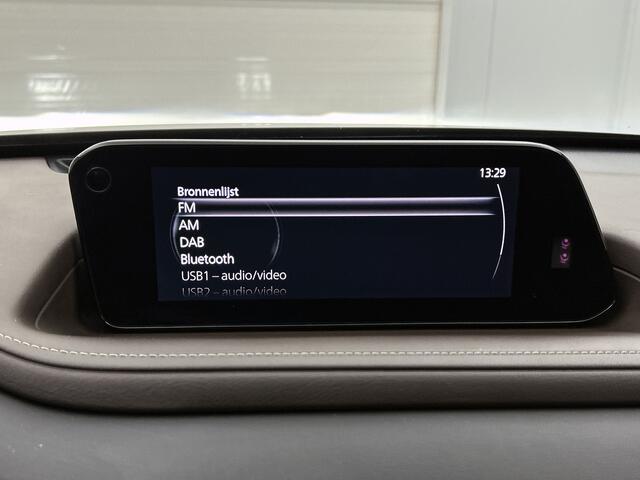 13:29
Bronnenlijst
FM
AM
DAB
Bluetooth
USB1 – audio/video
USB2 – audio/video